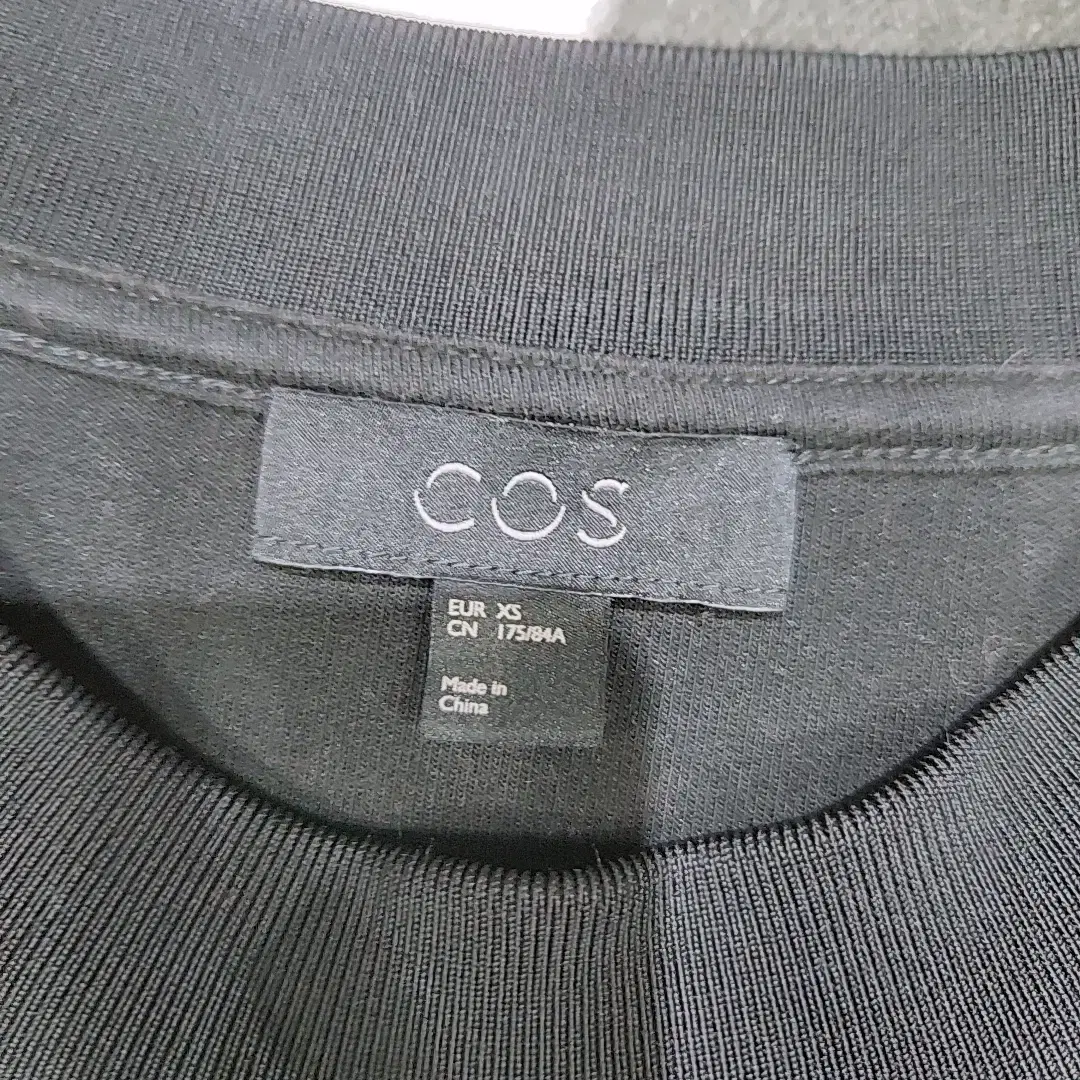 COS
EUR XS
CN 175/84A
Made in
China